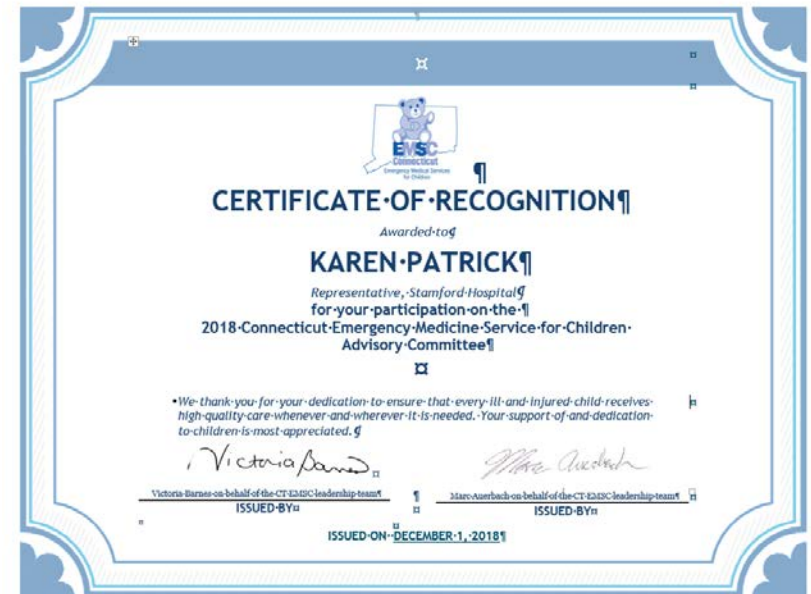 EMSC
Connecticut
Emergency Medical Services
for Children
¶
CERTIFICATE·OF·RECOGNITION¶
Awarded·to¶
KAREN·PATRICK¶
Representative,·Stamford·Hospital¶
for·your·participation·on·the·¶
2018·Connecticut·Emergency·Medicine·Service·for·Children·
Advisory·Committee¶
¤
We·thank·you·for·your·dedication·to·ensure·that·every·ill·and·injured·child·receives·
high-quality·care·whenever·and·wherever·it·is·needed.·Your·support·of·and·dedication·
to·children·is·most·appreciated.¶
Victoria Barnes¤
Marc Auerbach
Victoria·Barnes·on·behalf·of·the·CT·EMSC·leadership·team¶
¶
Marc·Auerbach·on·behalf·of·the·CT·EMSC·leadership·team¶
ISSUED·BY¤
¤
ISSUED·BY¤
ISSUED·ON··DECEMBER·1,·2018¶